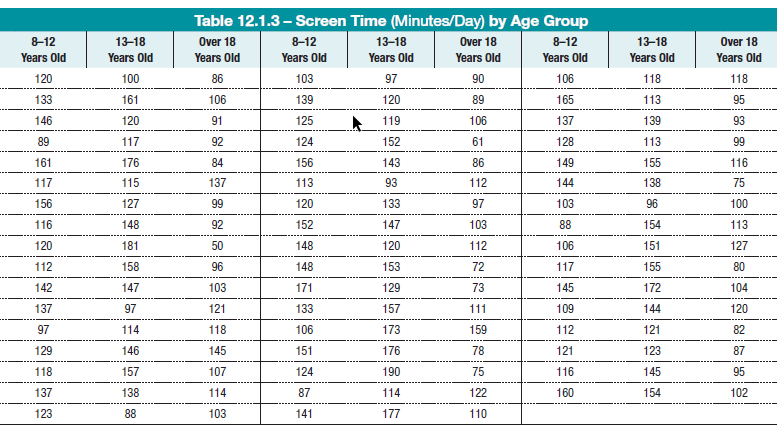 Table 12.1.3 – Screen Time (Minutes/Day) by Age Group
8–12 13–18 Over 18 8–12 13–18 Over 18 8–12 13–18 Over 18
Years Old Years Old Years Old Years Old Years Old Years Old Years Old Years Old Years Old
120 100 86 103 97 90 106 118 118
133 161 106 139 120 89 165 113 95
146 120 91 125 119 106 137 139 93
89 117 92 124 152 61 128 113 99
161 176 84 156 143 86 149 155 116
117 115 137 113 93 112 144 138 75
156 127 99 120 133 97 103 96 100
116 148 92 152 147 103 88 154 113
120 181 50 148 120 112 106 151 127
112 158 96 148 153 72 117 155 80
142 147 103 171 129 73 145 172 104
137 97 121 133 157 111 109 144 120
97 114 118 106 173 159 112 121 82
129 146 145 151 176 78 121 123 87
118 157 107 124 190 75 116 145 95
137 138 114 87 114 122 160 154 102
123 88 103 141 177 110